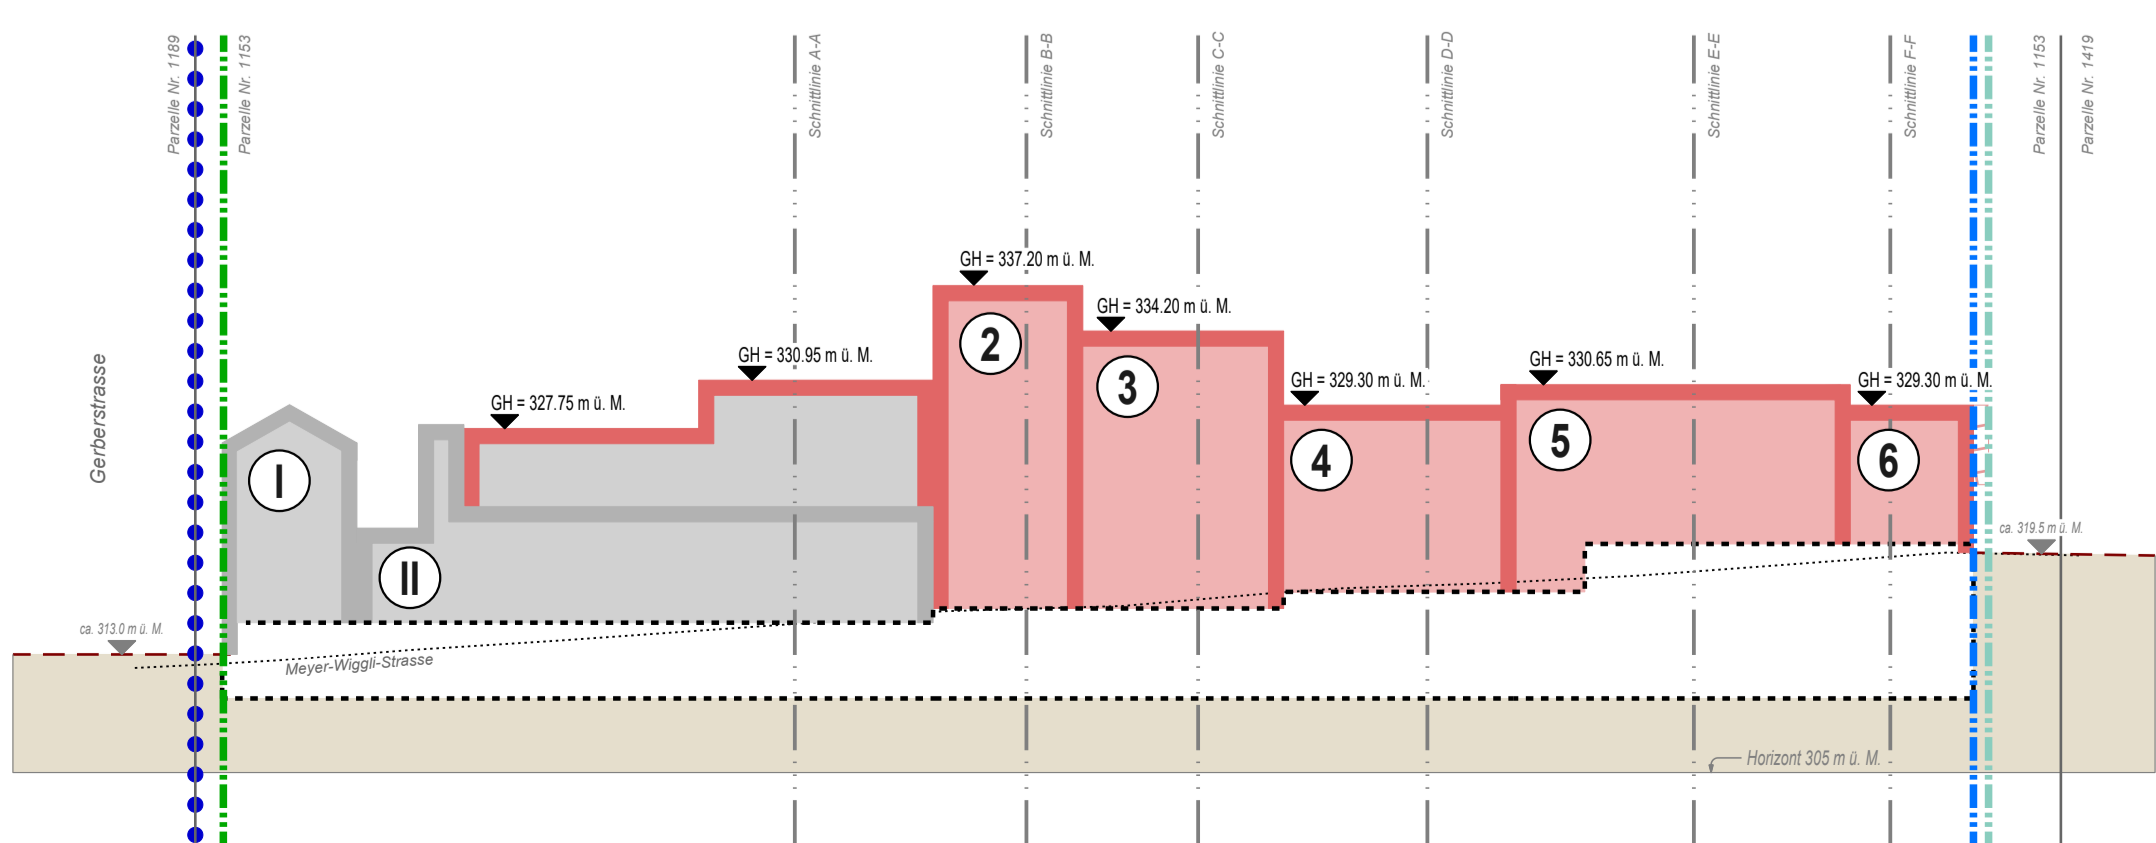 Parzelle Nr. 1189
Parzelle Nr. 1153
Schnittlinie A-A
Schnittlinie B-B
Schnittlinie C-C
Schnittlinie D-D
Schnittlinie E-E
Schnittlinie F-F
Parzelle Nr. 1153
Parzelle Nr. 1419
GH = 337.20 m ü. M.
GH = 334.20 m ü. M.
GH = 330.95 m ü. M.
GH = 330.65 m ü. M.
GH = 329.30 m ü. M.
GH = 329.30 m ü. M.
GH = 327.75 m ü. M.
Gerberstrasse
I
II
2
3
4
5
6
ca. 319.5 m ü. M.
ca. 313.0 m ü. M.
Meyer-Wiggli-Strasse
Horizont 305 m ü. M.